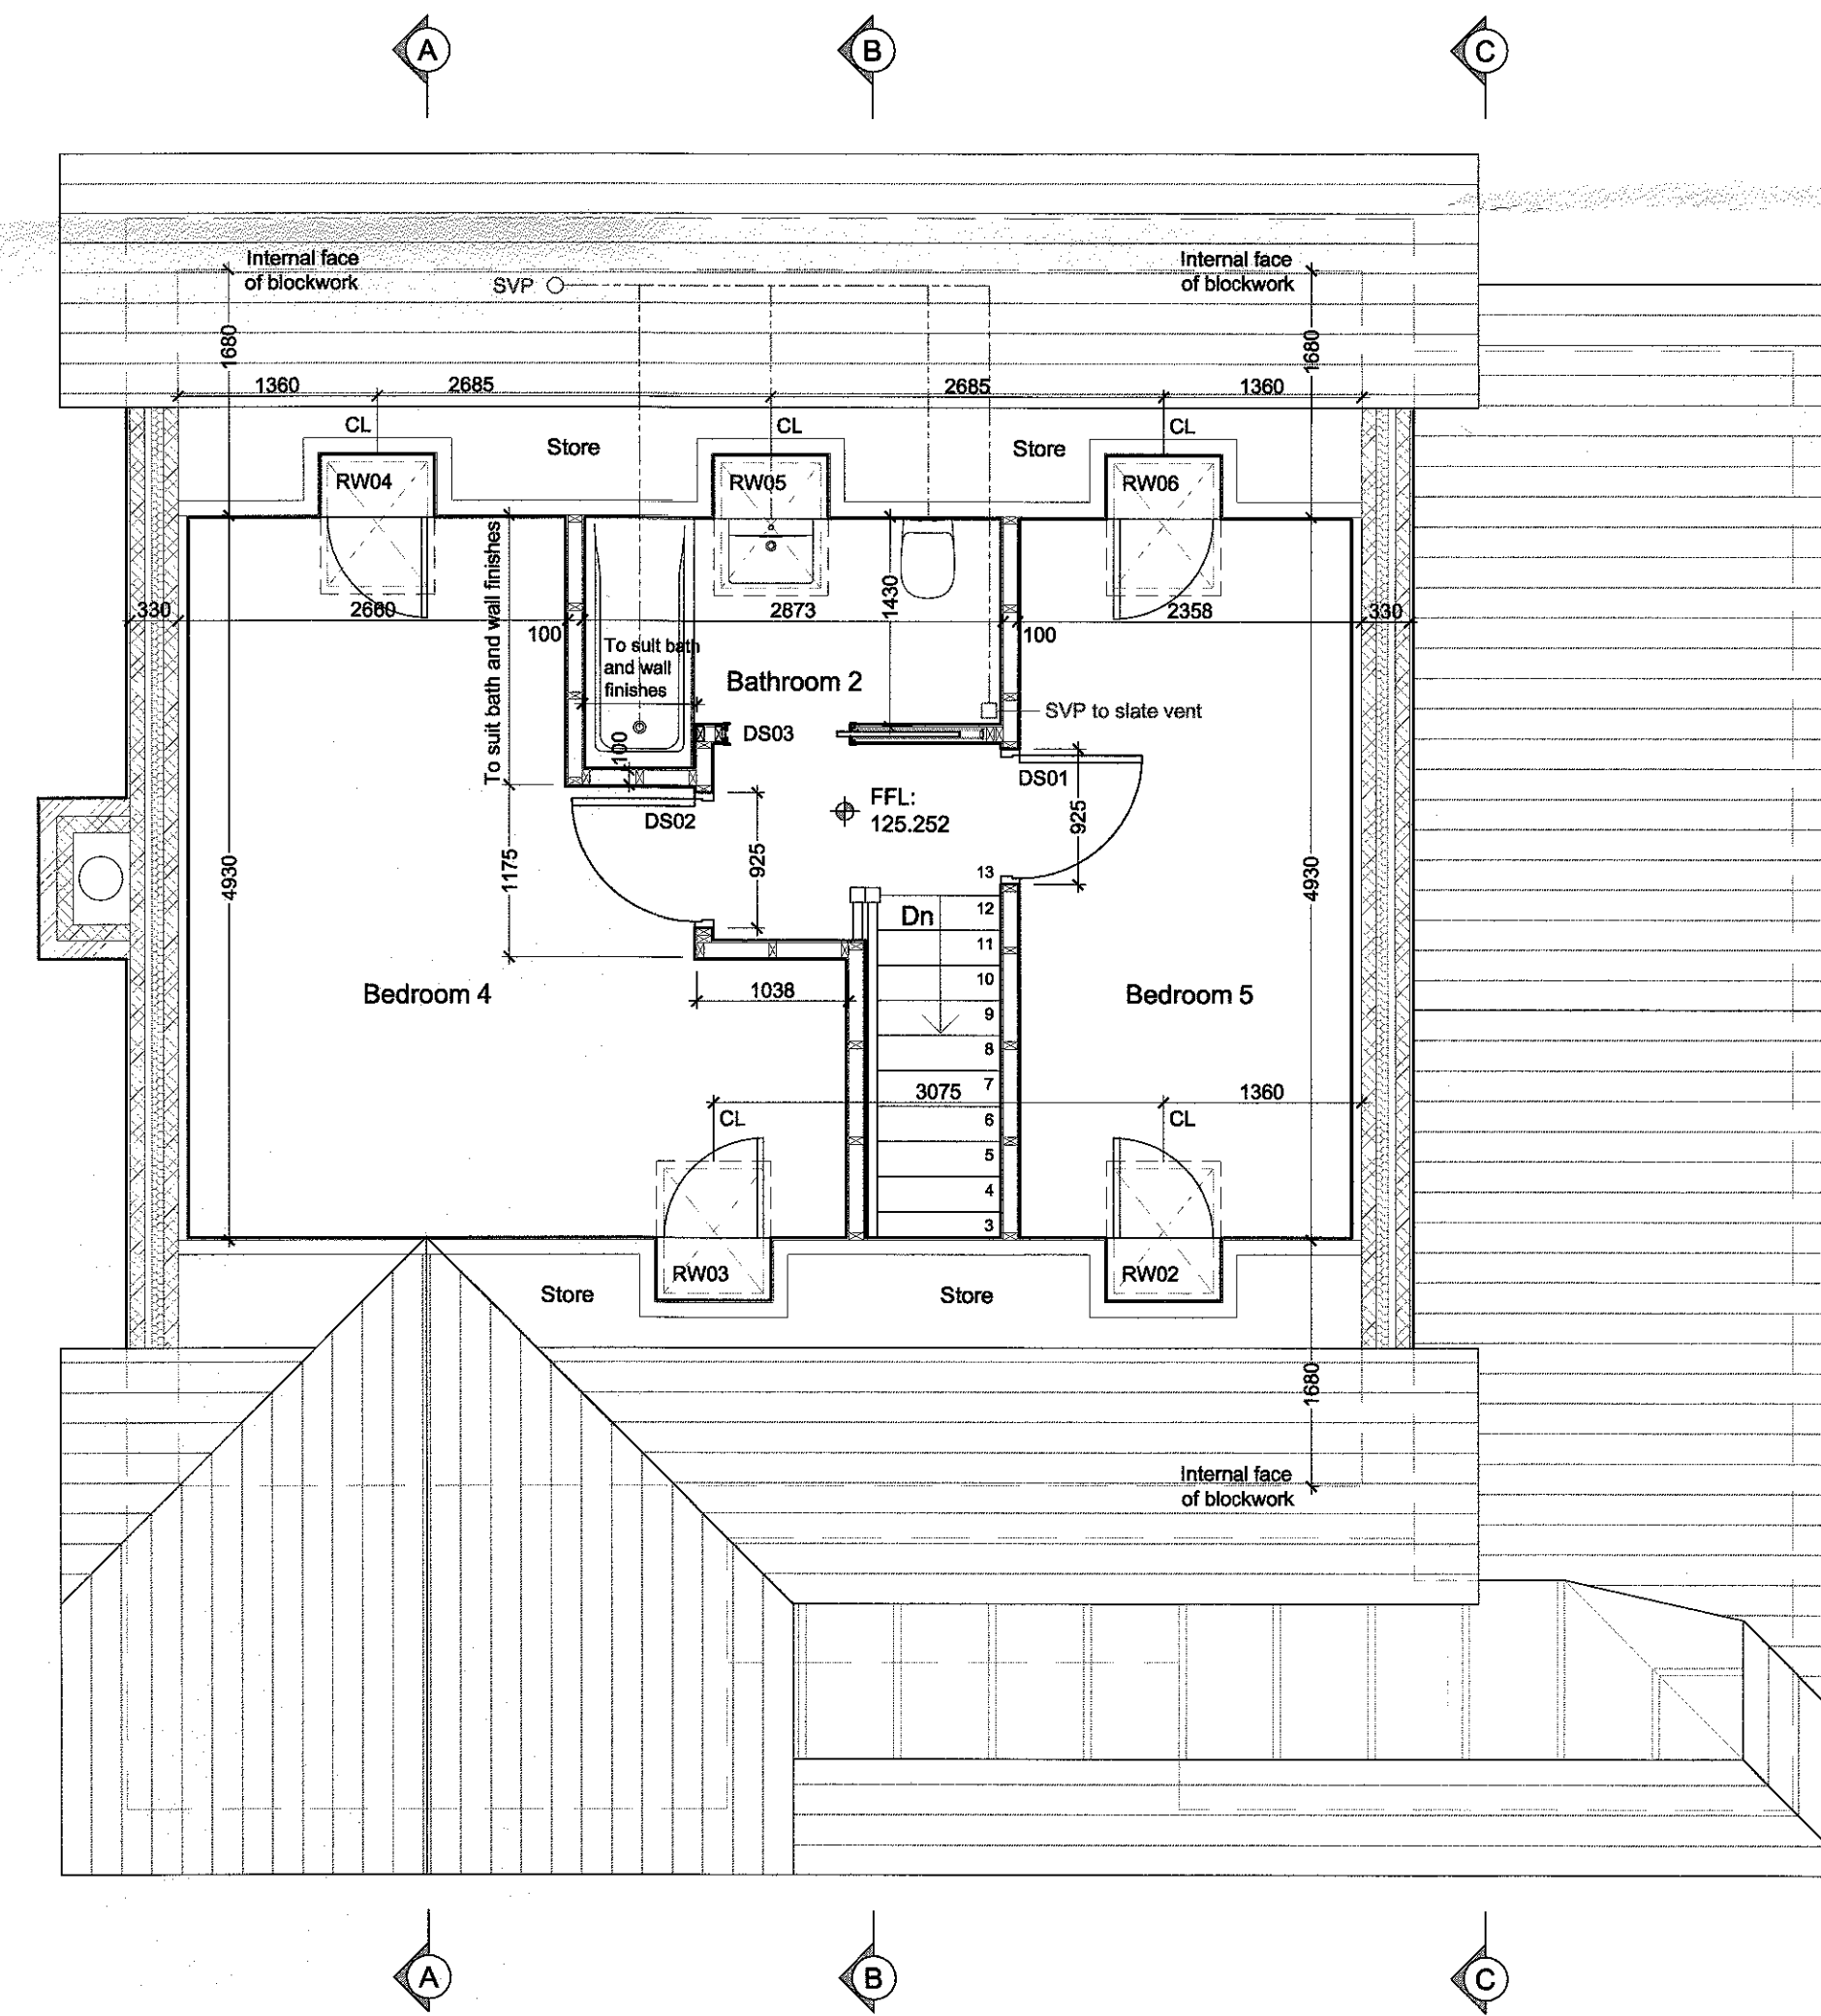 A
B
C
Internal face
of blockwork
Internal face
of blockwork
SVP
1680
1680
1360
2685
2685
1360
CL
CL
CL
Store
Store
RW04
RW05
RW06
To suit bath and wall finishes
1430
330
2660
100
2873
100
2358
330
To suit bath
and wall
finishes
Bathroom 2
SVP to slate vent
DS03
100
DS01
FFL:
125.252
DS02
925
925
1175
4930
4930
13
Dn
12
11
10
9
8
7
6
5
4
3
Bedroom 4
1038
Bedroom 5
3075
1360
CL
CL
RW03
RW02
Store
Store
1680
Internal face
of blockwork
A
B
C